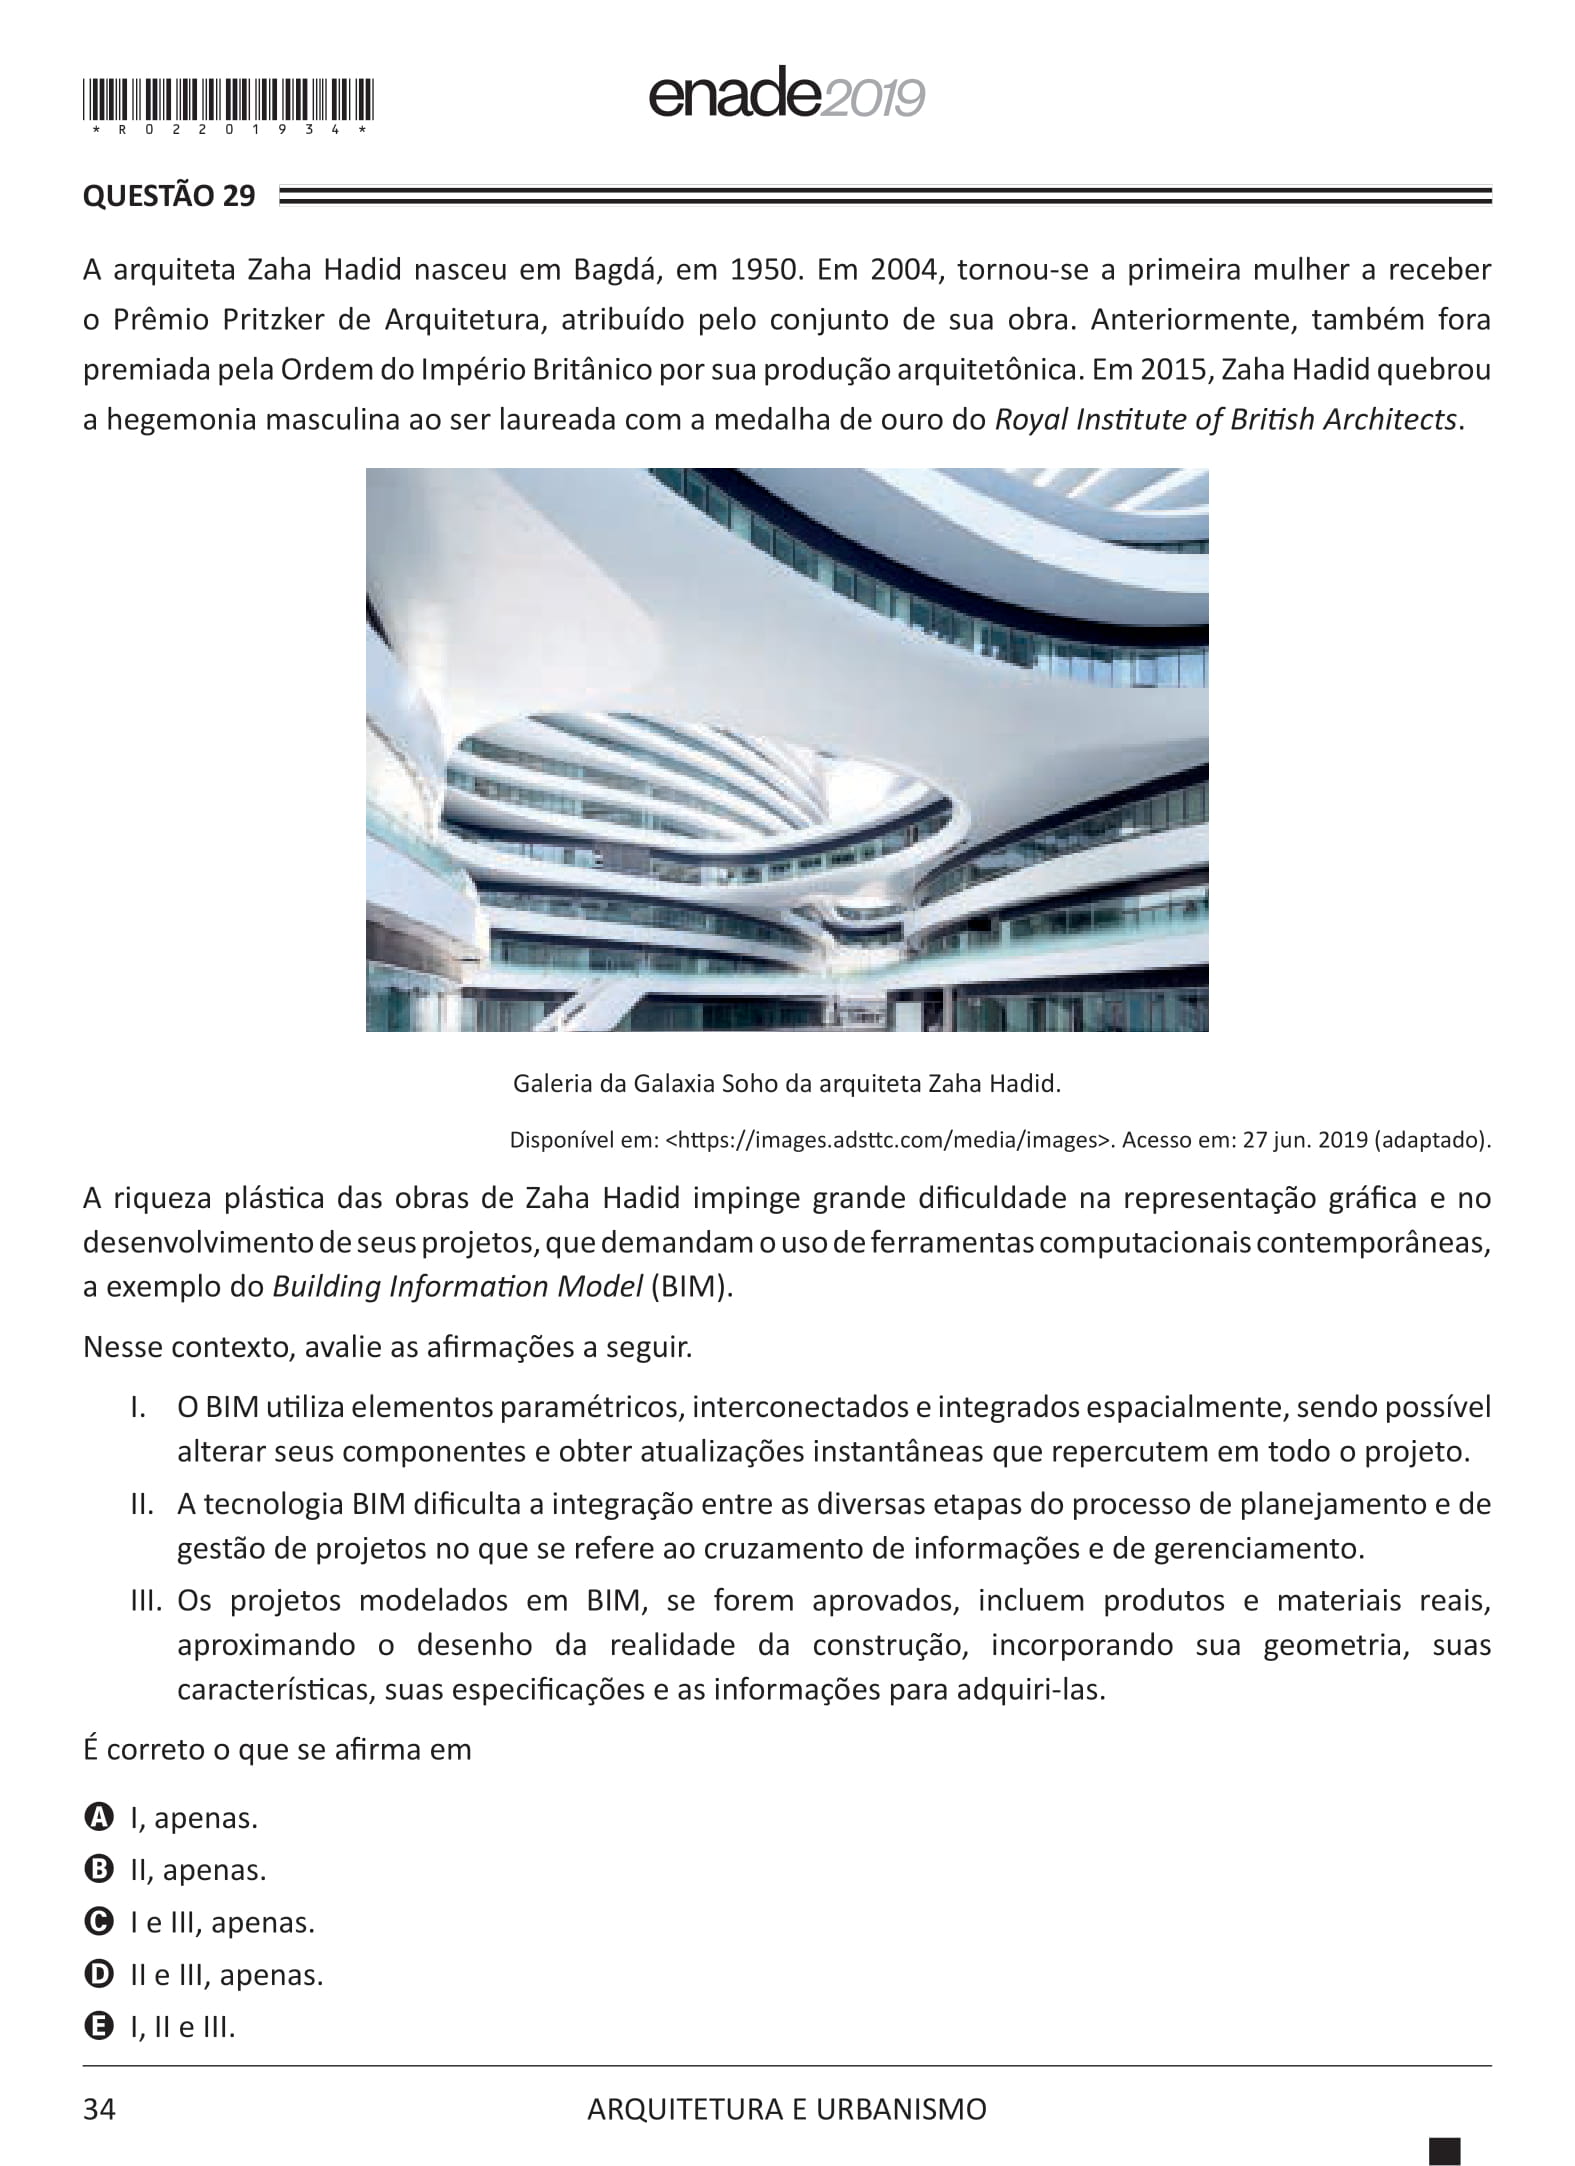 *R02201934*
enade2019
QUESTÃO 29
A arquiteta Zaha Hadid nasceu em Bagdá, em 1950. Em 2004, tornou-se a primeira mulher a receber
o Prêmio Pritzker de Arquitetura, atribuído pelo conjunto de sua obra. Anteriormente, também fora
premiada pela Ordem do Império Britânico por sua produção arquitetônica. Em 2015, Zaha Hadid quebrou
a hegemonia masculina ao ser laureada com a medalha de ouro do Royal Institute of British Architects.
Galeria da Galaxia Soho da arquiteta Zaha Hadid.
Disponível em: <https://images.adsttc.com/media/images>. Acesso em: 27 jun. 2019 (adaptado).
A riqueza plástica das obras de Zaha Hadid impinge grande dificuldade na representação gráfica e no
desenvolvimento de seus projetos, que demandam o uso de ferramentas computacionais contemporâneas,
a exemplo do Building Information Model (BIM).
Nesse contexto, avalie as afirmações a seguir.
I. O BIM utiliza elementos paramétricos, interconectados e integrados espacialmente, sendo possível
alterar seus componentes e obter atualizações instantâneas que repercutem em todo o projeto.
II. A tecnologia BIM dificulta a integração entre as diversas etapas do processo de planejamento e de
gestão de projetos no que se refere ao cruzamento de informações e de gerenciamento.
III. Os projetos modelados em BIM, se forem aprovados, incluem produtos e materiais reais,
aproximando o desenho da realidade da construção, incorporando sua geometria, suas
características, suas especificações e as informações para adquiri-las.
É correto o que se afirma em
A I, apenas.
B II, apenas.
C I e III, apenas.
D II e III, apenas.
E I, II e III.
34
ARQUITETURA E URBANISMO